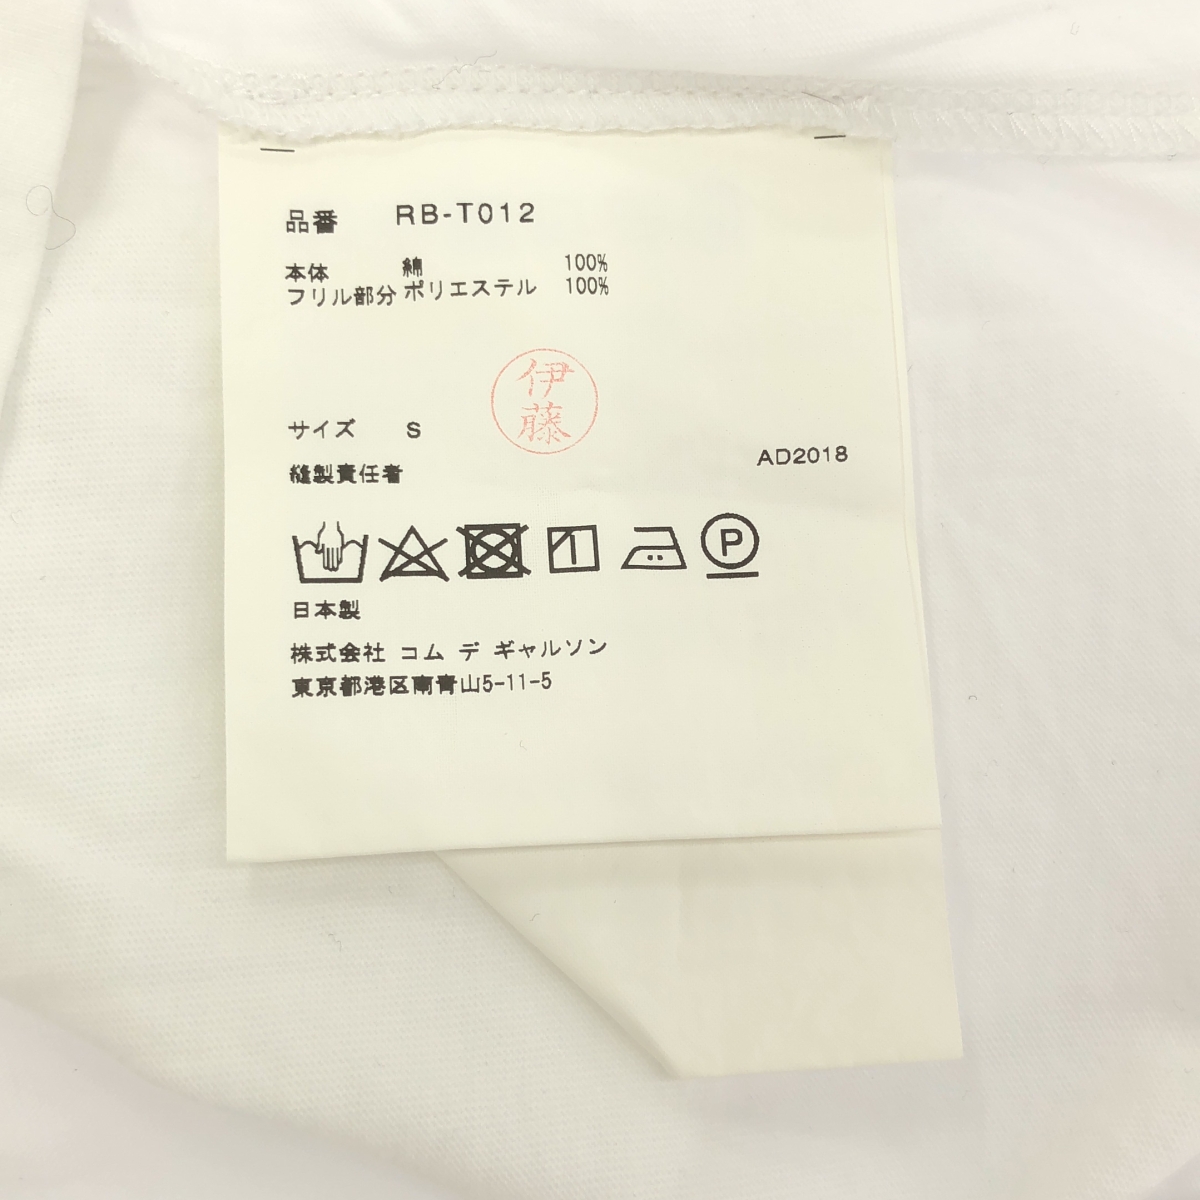 品番 RB-T012
本体 綿 100%
フリル部分 ポリエステル 100%
伊藤
サイズ S
AD2018
縫製責任者
P
日本製
株式会社 コム デ ギャルソン
東京都港区南青山5-11-5